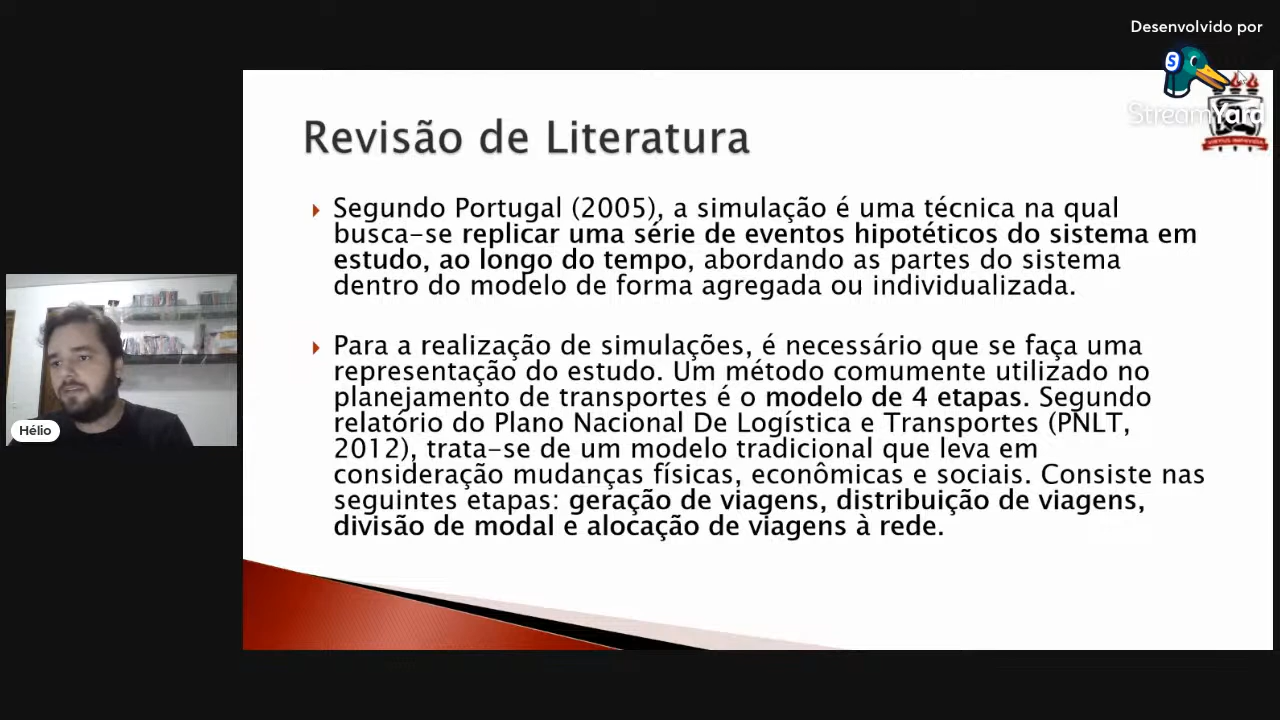 Desenvolvido por
StreamYard
VIRTUS IMPAVIDA
Revisão de Literatura
Segundo Portugal (2005), a simulação é uma técnica na qual
busca-se replicar uma série de eventos hipotéticos do sistema em
estudo, ao longo do tempo, abordando as partes do sistema
dentro do modelo de forma agregada ou individualizada.
Para a realização de simulações, é necessário que se faça uma
representação do estudo. Um método comumente utilizado no
planejamento de transportes é o modelo de 4 etapas. Segundo
relatório do Plano Nacional De Logística e Transportes (PNLT,
2012), trata-se de um modelo tradicional que leva em
consideração mudanças físicas, econômicas e sociais. Consiste nas
seguintes etapas: geração de viagens, distribuição de viagens,
divisão de modal e alocação de viagens à rede.
Hélio